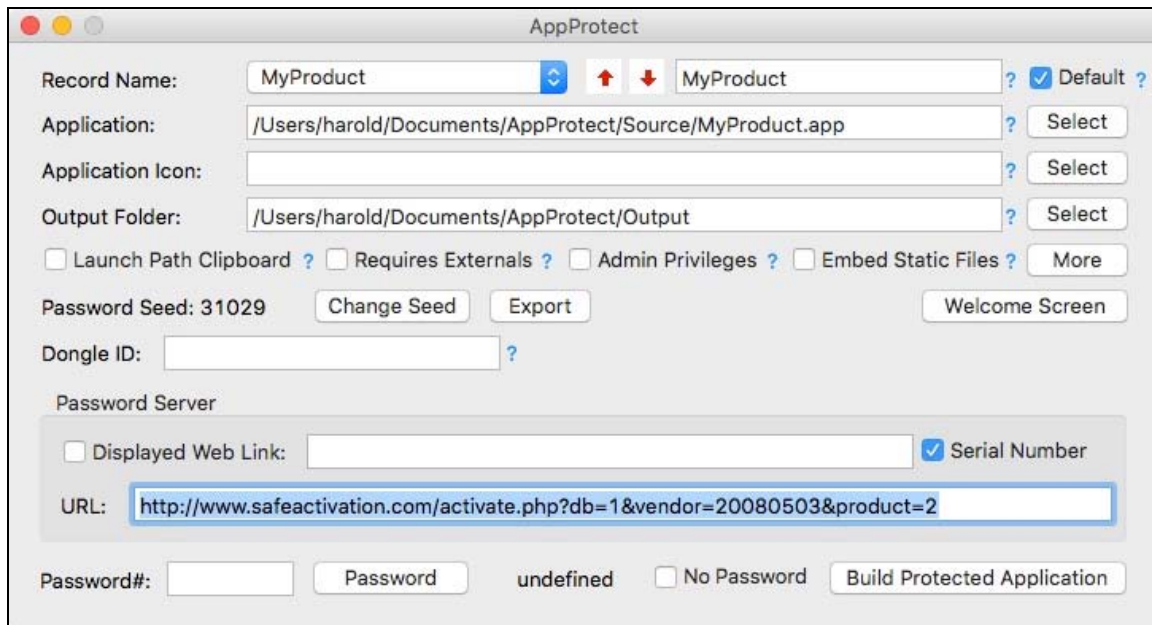 AppProtect
Record Name: MyProduct MyProduct ? Default ?
Application: /Users/harold/Documents/AppProtect/Source/MyProduct.app ? Select
Application Icon: ? Select
Output Folder: /Users/harold/Documents/AppProtect/Output ? Select
Launch Path Clipboard ? Requires Externals ? Admin Privileges ? Embed Static Files ? More
Password Seed: 31029 Change Seed Export Welcome Screen
Dongle ID: ?
Password Server
Displayed Web Link: Serial Number
URL: http://www.safeactivation.com/activate.php?db=1&vendor=20080503&product=2
Password#: Password undefined No Password Build Protected Application